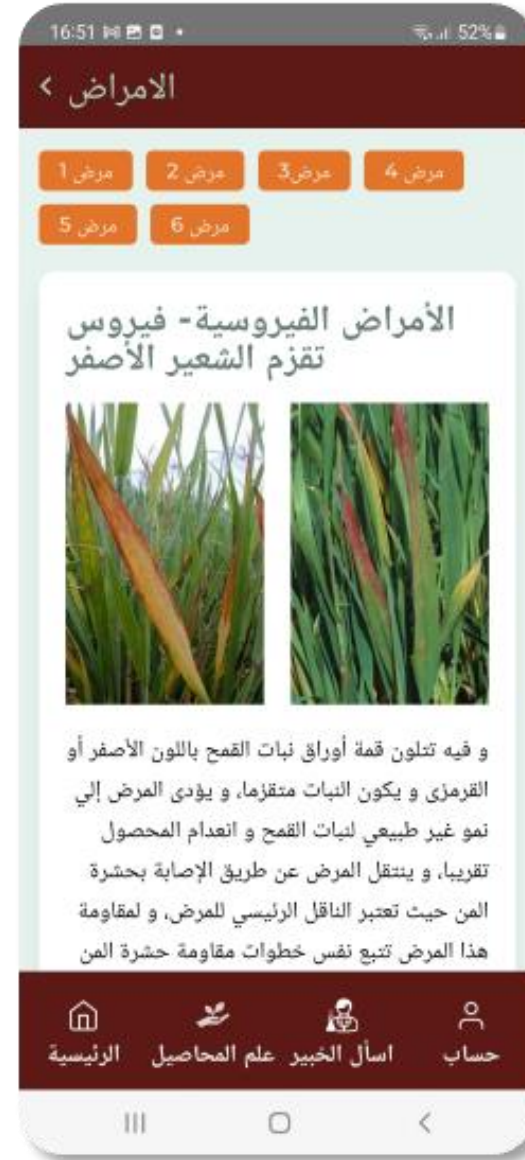 16:51
52%
الامراض >
مرض 1
مرض 2
مرض3
مرض 4
مرض 5
مرض 6
الأمراض الفيروسية- فيروس
تقزم الشعير الأصفر
و فيه تتلون قمة أوراق نبات القمح باللون الأصفر أو
القرمزى و يكون النبات متقزما، و يؤدى المرض إلي
نمو غير طبيعي لنبات القمح و انعدام المحصول
تقريبا، و ينتقل المرض عن طريق الإصابة بحشرة
المن حيث تعتبر الناقل الرئيسي للمرض، و لمقاومة
هذا المرض تتبع نفس خطوات مقاومة حشرة المن
الرئيسية
علم المحاصيل
اسأل الخبير
حساب